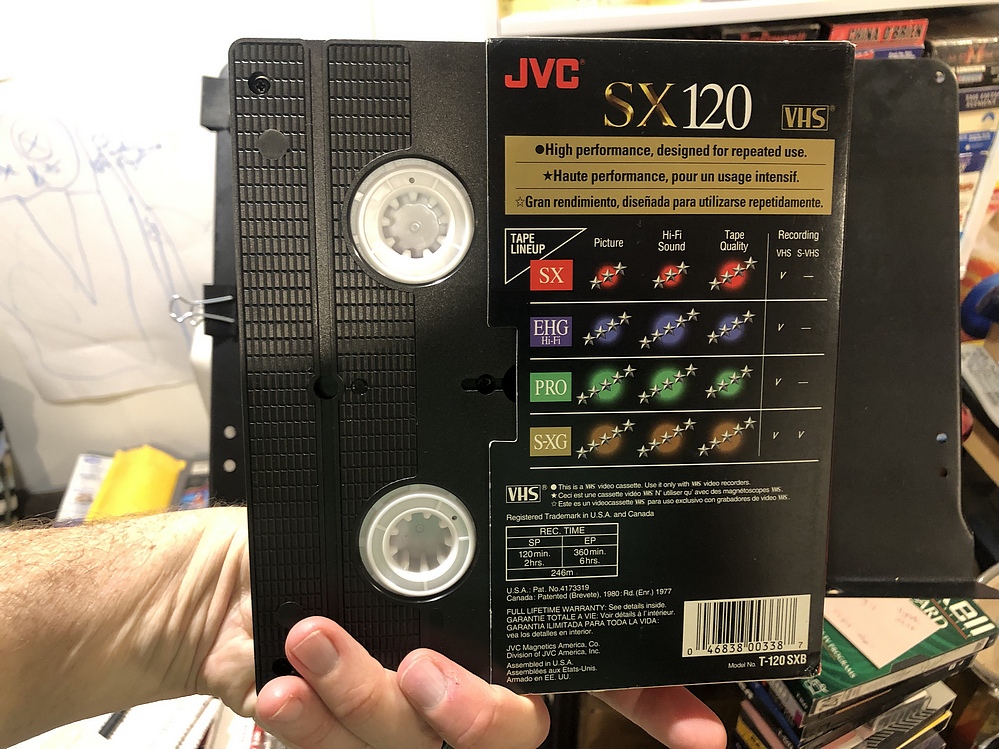 CHINA O'BRIEN
JVC
SX 120
VHS
●High performance, designed for repeated use.
★Haute performance, pour un usage intensif.
☆Gran rendimiento, diseñada para utilizarse repetidamente.
TAPE LINEUP
Picture
Hi-Fi Sound
Tape Quality
Recording
VHS S-VHS
SX
EHG Hi-Fi
PRO
S-XG
VHS
● This is a VHS video cassette. Use it only with VHS video recorders.
★ Ceci est une cassette vidéo VHS N' utiliser qu' avec des magnétoscopes VHS.
☆ Este es un videocassette VHS para uso exclusivo con grabadores de video VHS.
Registered Trademark in U.S.A. and Canada
REC. TIME
SP EP
120min. 360min.
2hrs. 6hrs.
246m
U.S.A.: Pat. No.4173319
Canada: Patented (Brevete). 1980: Rd. (Enr.) 1977
FULL LIFETIME WARRANTY: See details inside.
GARANTIE TOTALE A VIE: Voir détails à l' intérieur.
GARANTIA ILIMITADA PARA TODA LA VIDA:
vea los detalles en interior.
JVC Magnetics America, Co.
Division of JVC America, Inc.
Assembled in U.S.A.
Assemblées aux Etats-Unis.
Armado en EE. UU.
0 46838 00338 7
Model No. T-120 SXB